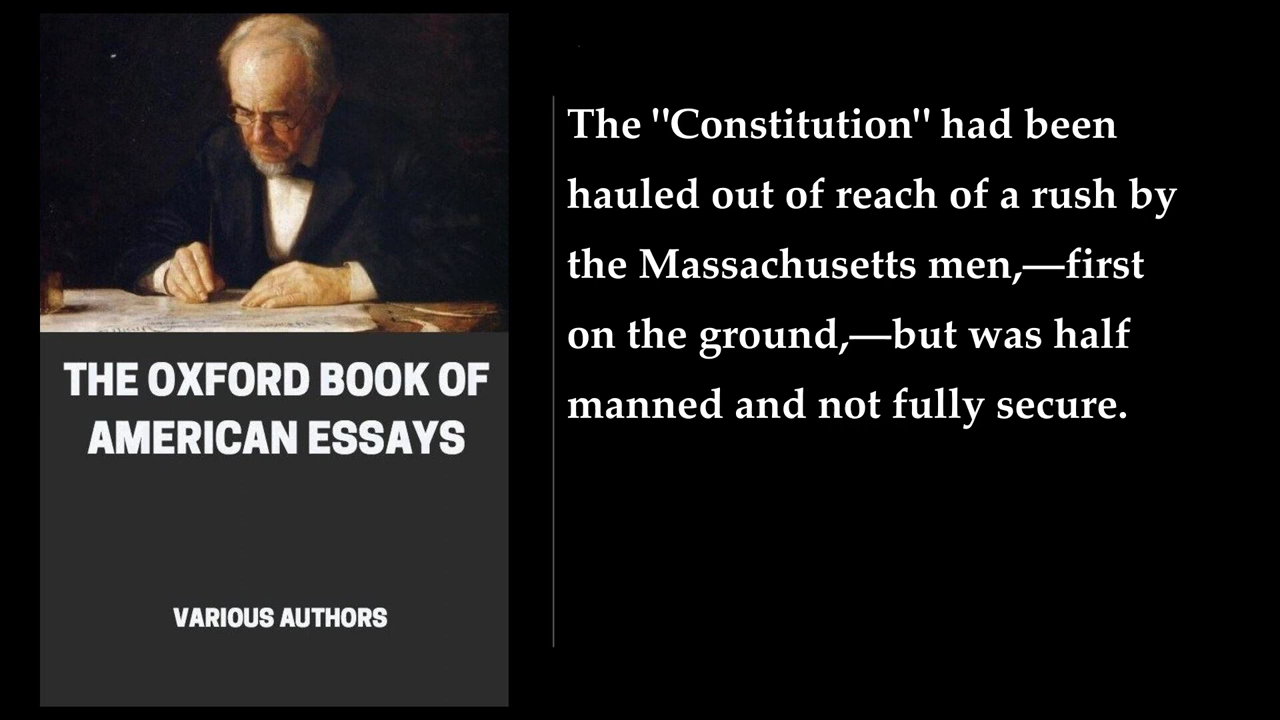 THE OXFORD BOOK OF
AMERICAN ESSAYS
VARIOUS AUTHORS
The "Constitution" had been
hauled out of reach of a rush by
the Massachusetts men,—first
on the ground,—but was half
manned and not fully secure.